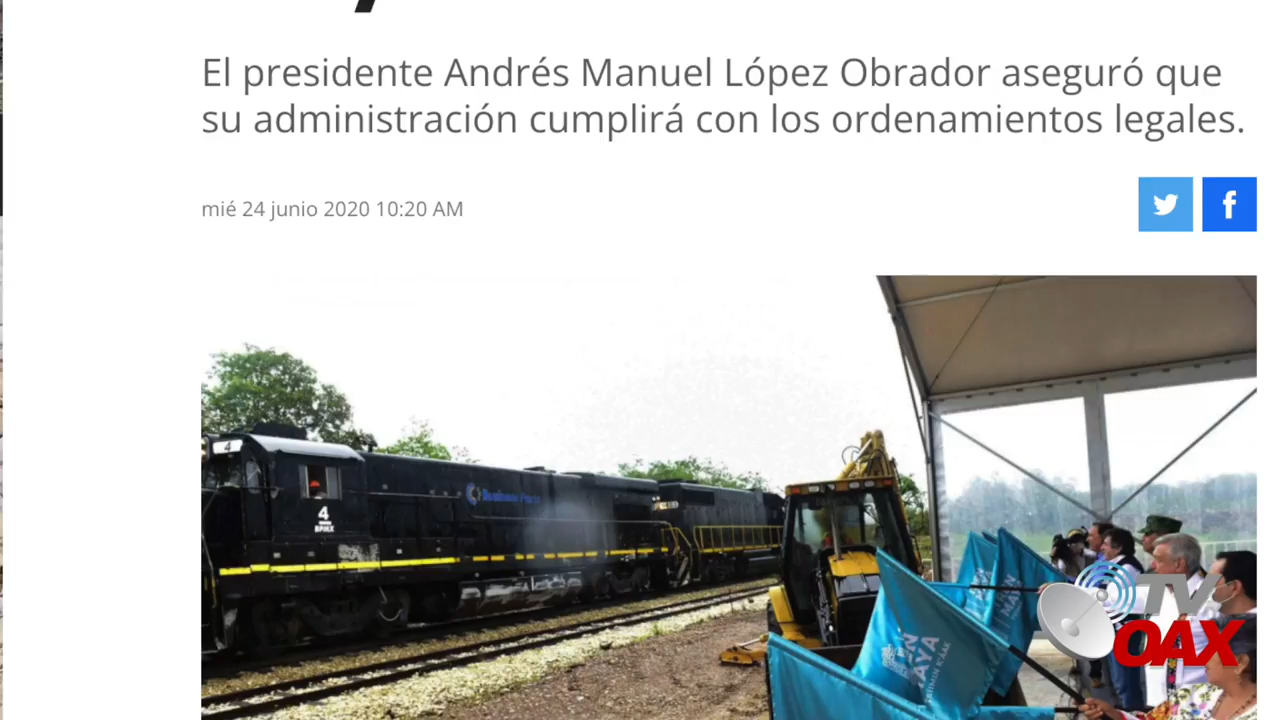 El presidente Andrés Manuel López Obrador aseguró que
su administración cumplirá con los ordenamientos legales.
mié 24 junio 2020 10:20 AM
4
4
TV
OAX